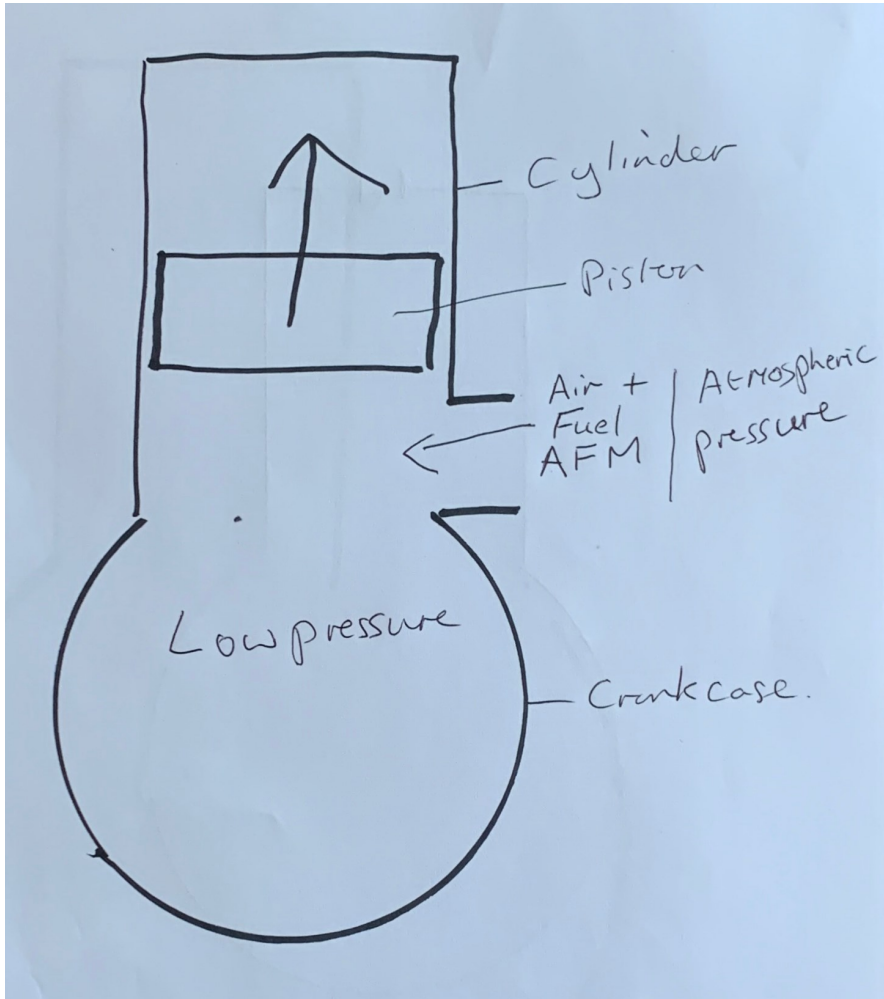 Cylinder
Piston
Air +
Fuel
AFM
Atmospheric
pressure
Low pressure
Crankcase.